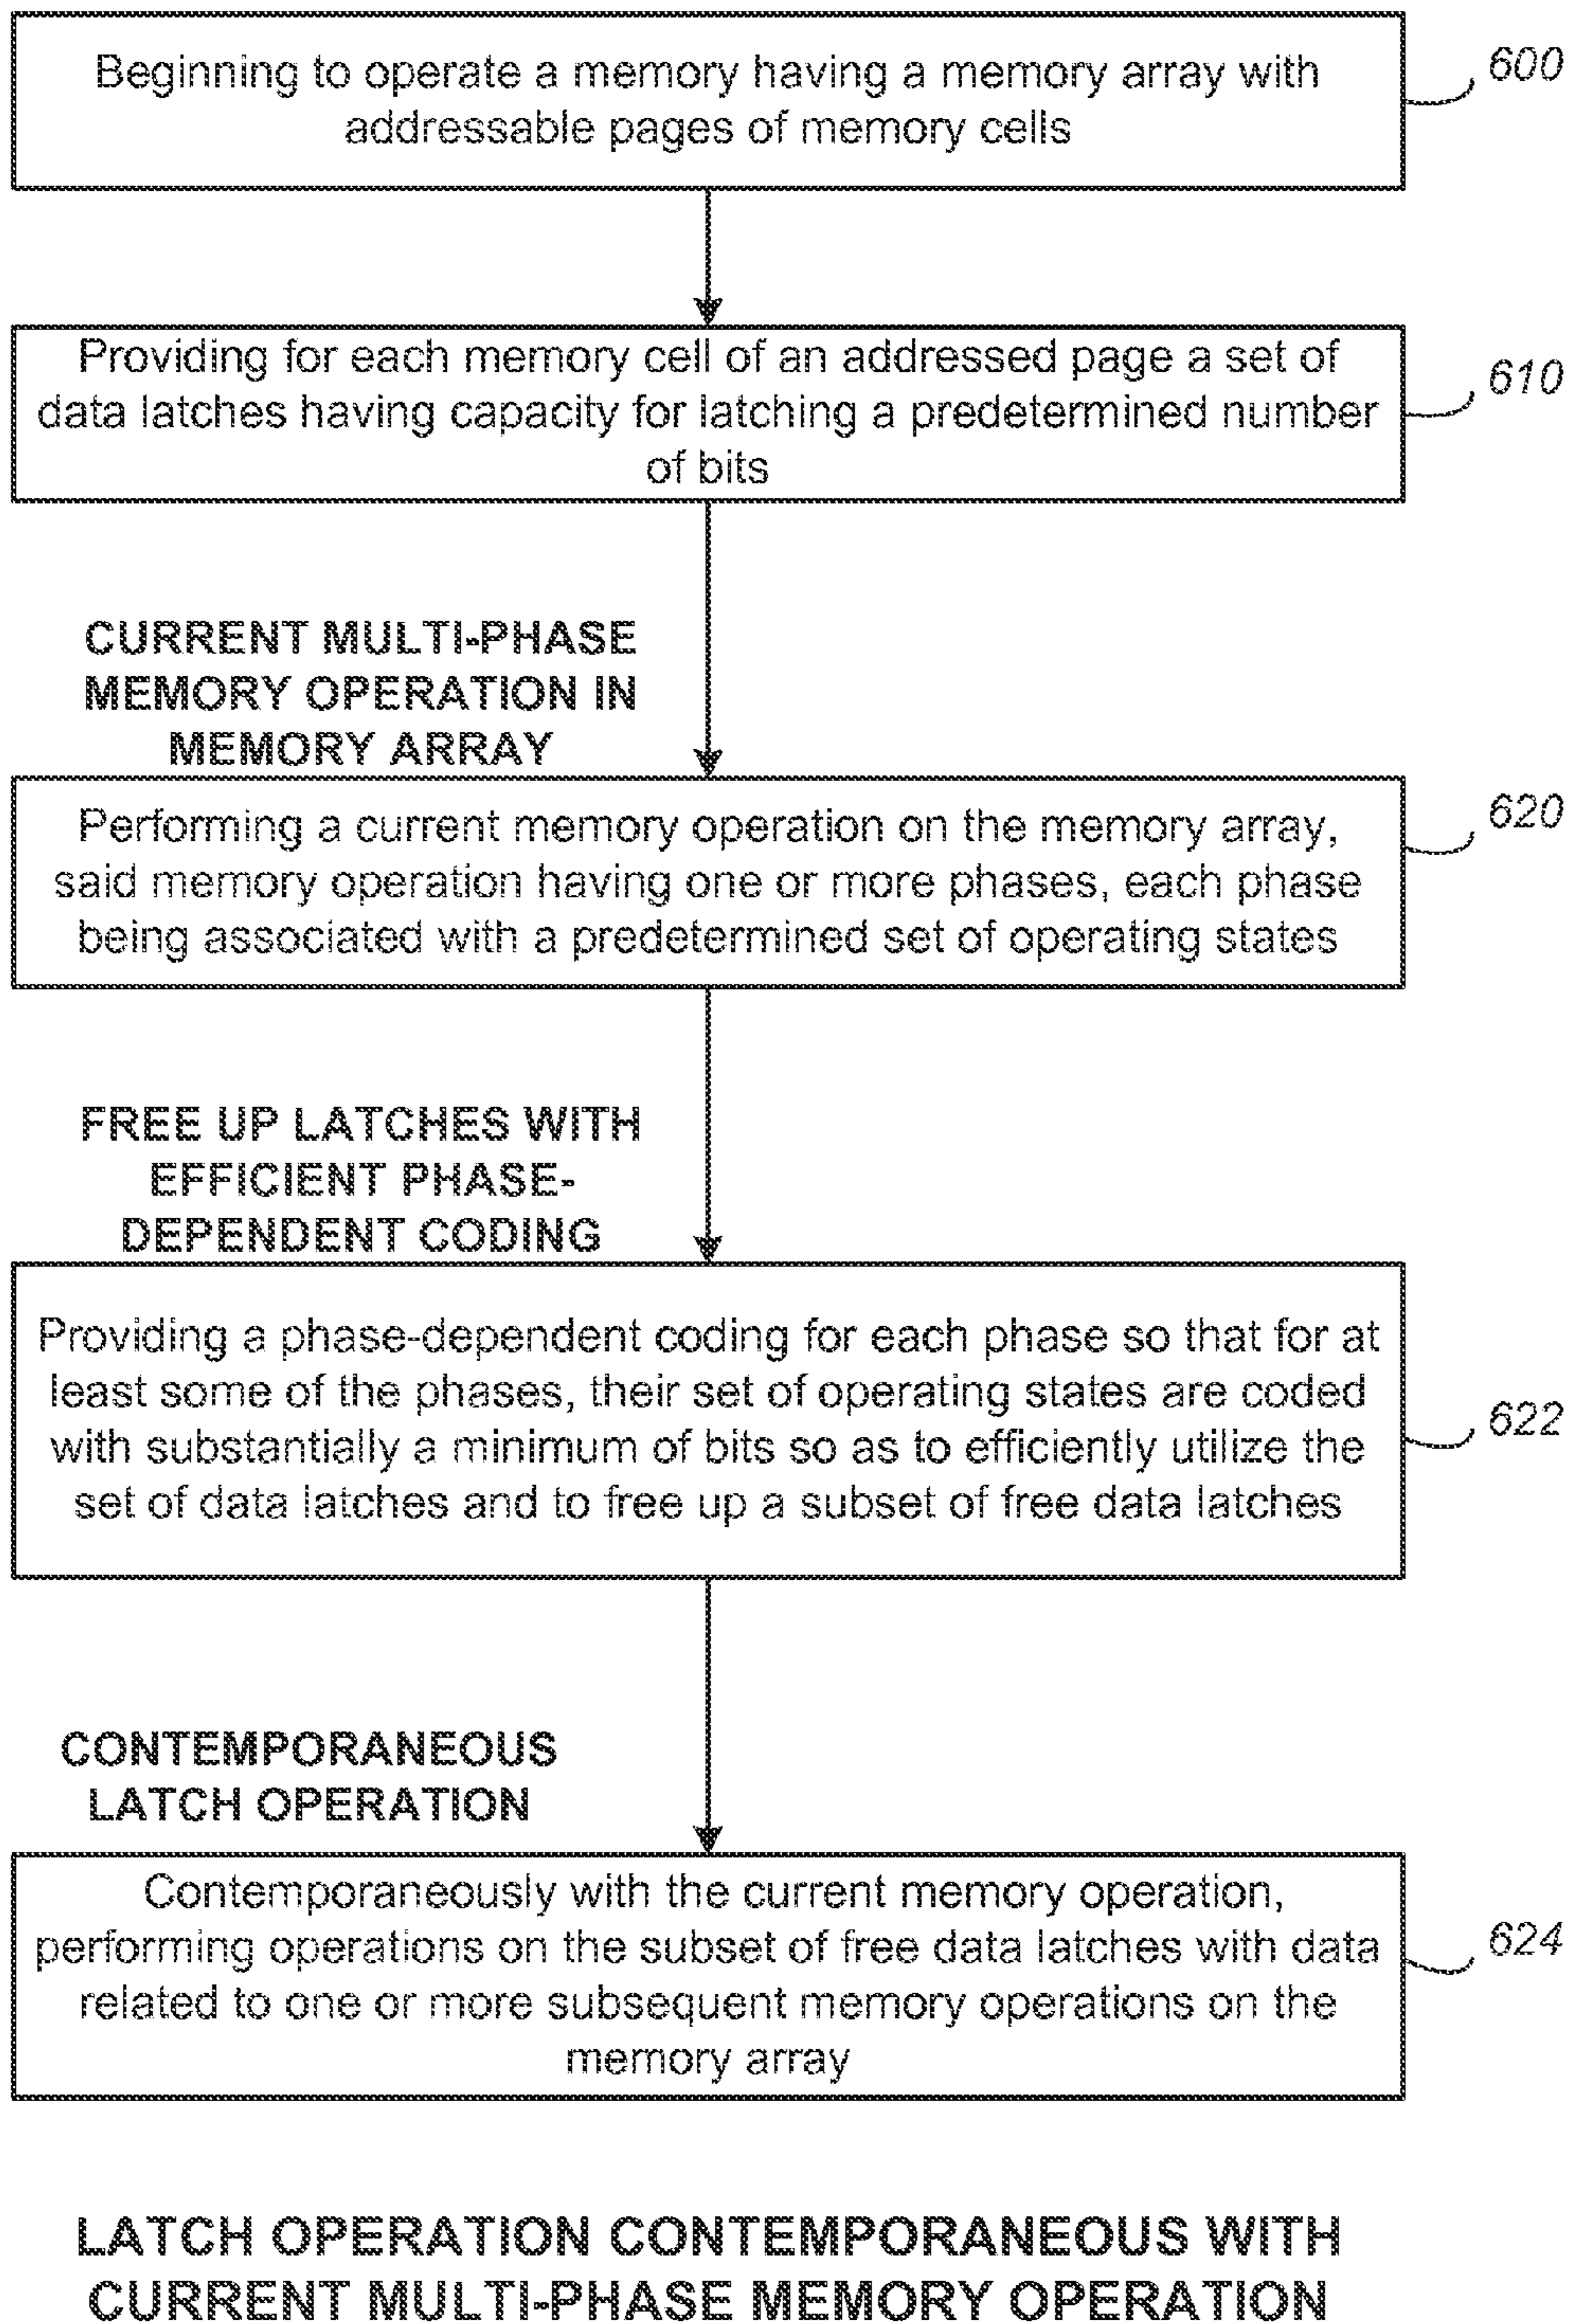 Beginning to operate a memory having a memory array with
addressable pages of memory cells
600
Providing for each memory cell of an addressed page a set of
data latches having capacity for latching a predetermined number
of bits
610
CURRENT MULTI-PHASE
MEMORY OPERATION IN
MEMORY ARRAY
Performing a current memory operation on the memory array,
said memory operation having one or more phases, each phase
being associated with a predetermined set of operating states
620
FREE UP LATCHES WITH
EFFICIENT PHASE-
DEPENDENT CODING
Providing a phase-dependent coding for each phase so that for at
least some of the phases, their set of operating states are coded
with substantially a minimum of bits so as to efficiently utilize the
set of data latches and to free up a subset of free data latches
622
CONTEMPORANEOUS
LATCH OPERATION
Contemporaneously with the current memory operation,
performing operations on the subset of free data latches with data
related to one or more subsequent memory operations on the
memory array
624
LATCH OPERATION CONTEMPORANEOUS WITH
CURRENT MULTI-PHASE MEMORY OPERATION